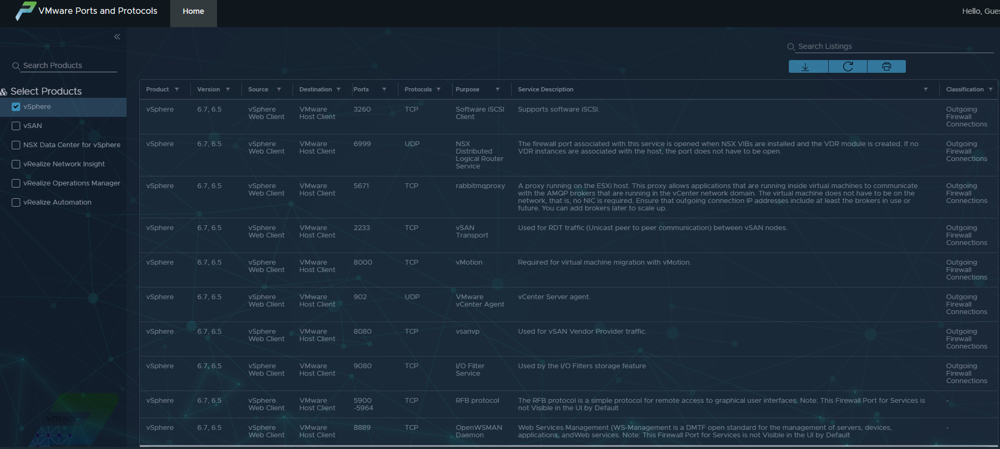 VMware Ports and Protocols
Home
Hello, Gues
Search Listings
Search Products
Select Products
vSphere
vSAN
NSX Data Center for vSphere
vRealize Network Insight
vRealize Operations Manager
vRealize Automation
Product Version Source Destination Ports Protocols Purpose Service Description Classification
vSphere 6.7, 6.5 vSphere VMware 3260 TCP Software iSCSI Supports software iSCSI. Outgoing
Web Client Host Client Client Firewall
Connections
vSphere 6.7, 6.5 vSphere VMware 6999 UDP NSX The firewall port associated with this service is opened when NSX VIBs are installed and the VDR module is created. If no Outgoing
Web Client Host Client Distributed VDR instances are associated with the host, the port does not have to be open. Firewall
Logical Router Connections
Service
vSphere 6.7, 6.5 vSphere VMware 5671 TCP rabbitmqproxy A proxy running on the ESXi host. This proxy allows applications that are running inside virtual machines to communicate Outgoing
Web Client Host Client with the AMQP brokers that are running in the vCenter network domain. The virtual machine does not have to be on the Firewall
network, that is, no NIC is required. Ensure that outgoing connection IP addresses include at least the brokers in use or Connections
future. You can add brokers later to scale up.
vSphere 6.7, 6.5 vSphere VMware 2233 TCP vSAN Used for RDT traffic (Unicast peer to peer communication) between vSAN nodes. Outgoing
Web Client Host Client Transport Firewall
Connections
vSphere 6.7, 6.5 vSphere VMware 8000 TCP vMotion Required for virtual machine migration with vMotion. Outgoing
Web Client Host Client Firewall
Connections
vSphere 6.7, 6.5 vSphere VMware 902 UDP VMware vCenter Server agent. Outgoing
Web Client Host Client vCenter Agent Firewall
Connections
vSphere 6.7, 6.5 vSphere VMware 8080 TCP vsanvp Used for vSAN Vendor Provider traffic. Outgoing
Web Client Host Client Firewall
Connections
vSphere 6.7, 6.5 vSphere VMware 9080 TCP I/O Filter Used by the I/O Filters storage feature Outgoing
Web Client Host Client Service Firewall
Connections
vSphere 6.7, 6.5 vSphere VMware 5900 TCP RFB protocol The RFB protocol is a simple protocol for remote access to graphical user interfaces. Note: This Firewall Port for Services is -
Web Client Host Client -5964 not Visible in the UI by Default
vSphere 6.7, 6.5 vSphere VMware 8889 TCP OpenWSMAN Web Services Management (WS-Management is a DMTF open standard for the management of servers, devices, -
Web Client Host Client Daemon applications, andWeb services. Note: This Firewall Port for Services is not Visible in the UI by Default
vmware